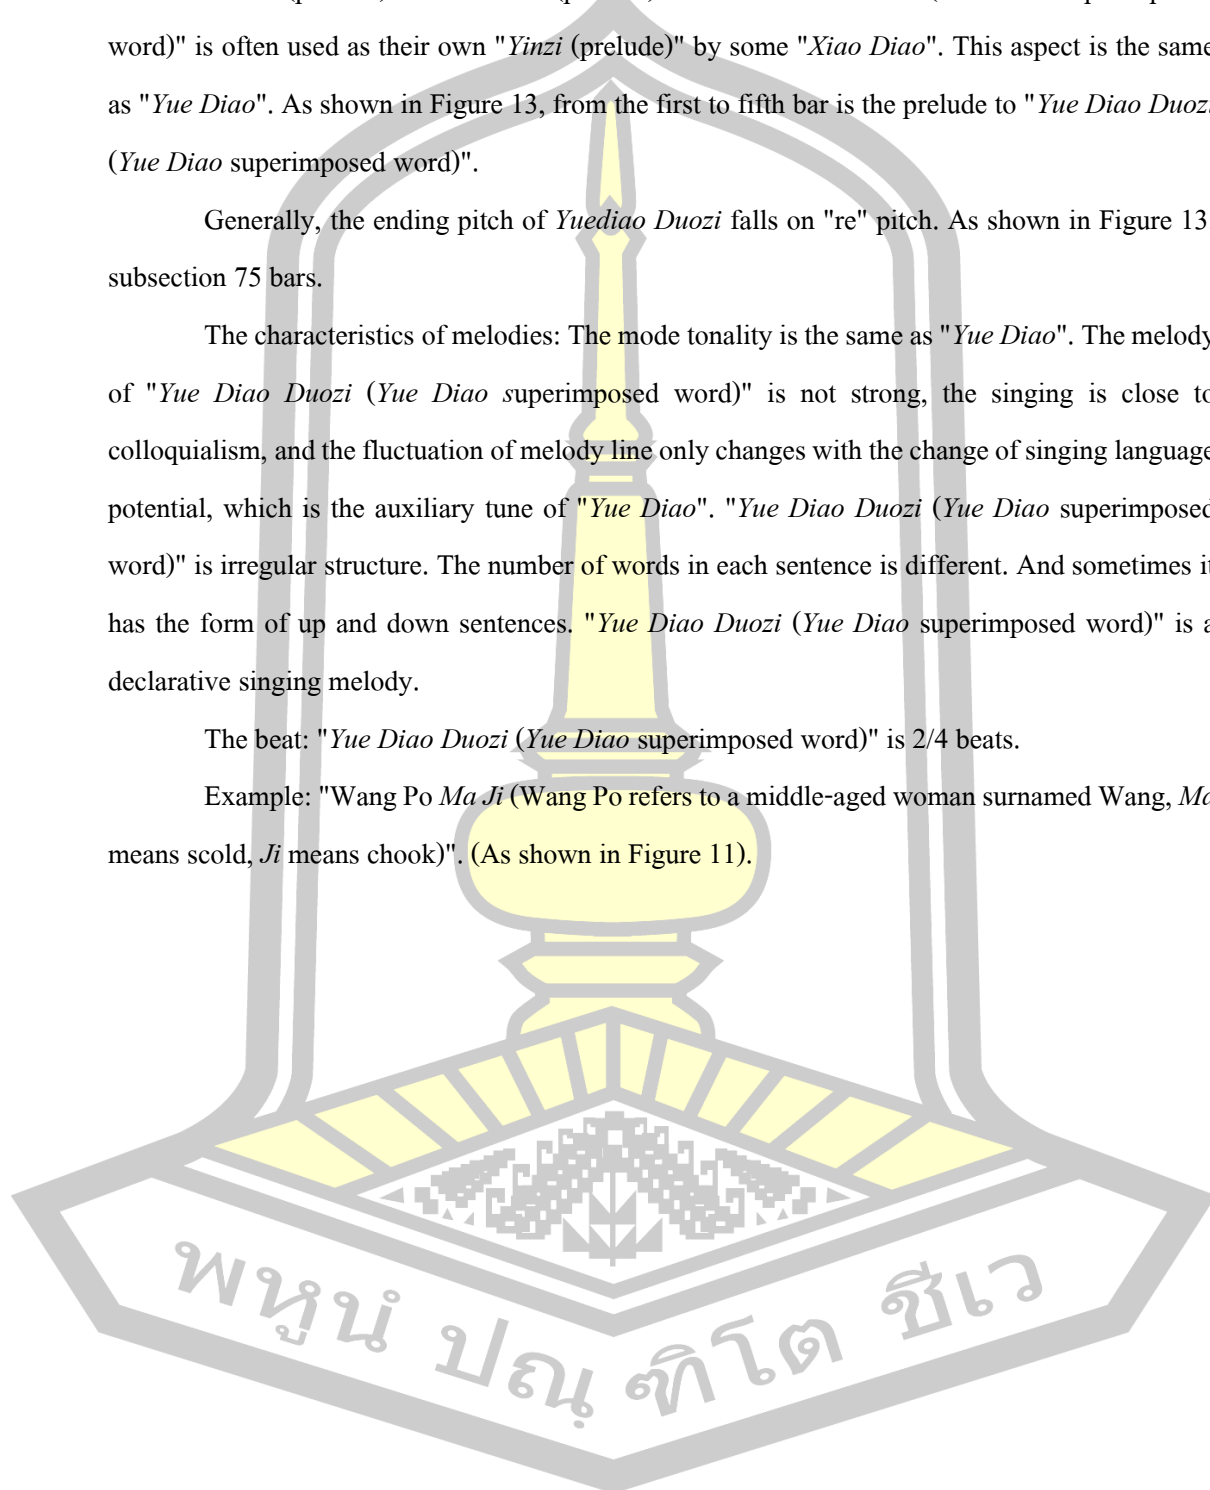 word)" is often used as their own "Yinzi (prelude)" by some "Xiao Diao". This aspect is the same
as "Yue Diao". As shown in Figure 13, from the first to fifth bar is the prelude to "Yue Diao Duozi
(Yue Diao superimposed word)".
Generally, the ending pitch of Yuediao Duozi falls on "re" pitch. As shown in Figure 13
subsection 75 bars.
The characteristics of melodies: The mode tonality is the same as "Yue Diao". The melody
of "Yue Diao Duozi (Yue Diao superimposed word)" is not strong, the singing is close to
colloquialism, and the fluctuation of melody line only changes with the change of singing language
potential, which is the auxiliary tune of "Yue Diao". "Yue Diao Duozi (Yue Diao superimposed
word)" is irregular structure. The number of words in each sentence is different. And sometimes it
has the form of up and down sentences. "Yue Diao Duozi (Yue Diao superimposed word)" is a
declarative singing melody.
The beat: "Yue Diao Duozi (Yue Diao superimposed word)" is 2/4 beats.
Example: "Wang Po Ma Ji (Wang Po refers to a middle-aged woman surnamed Wang, Ma
means scold, Ji means chook)". (As shown in Figure 11).
พหูนํ ปณฺฑิโต ชีเว